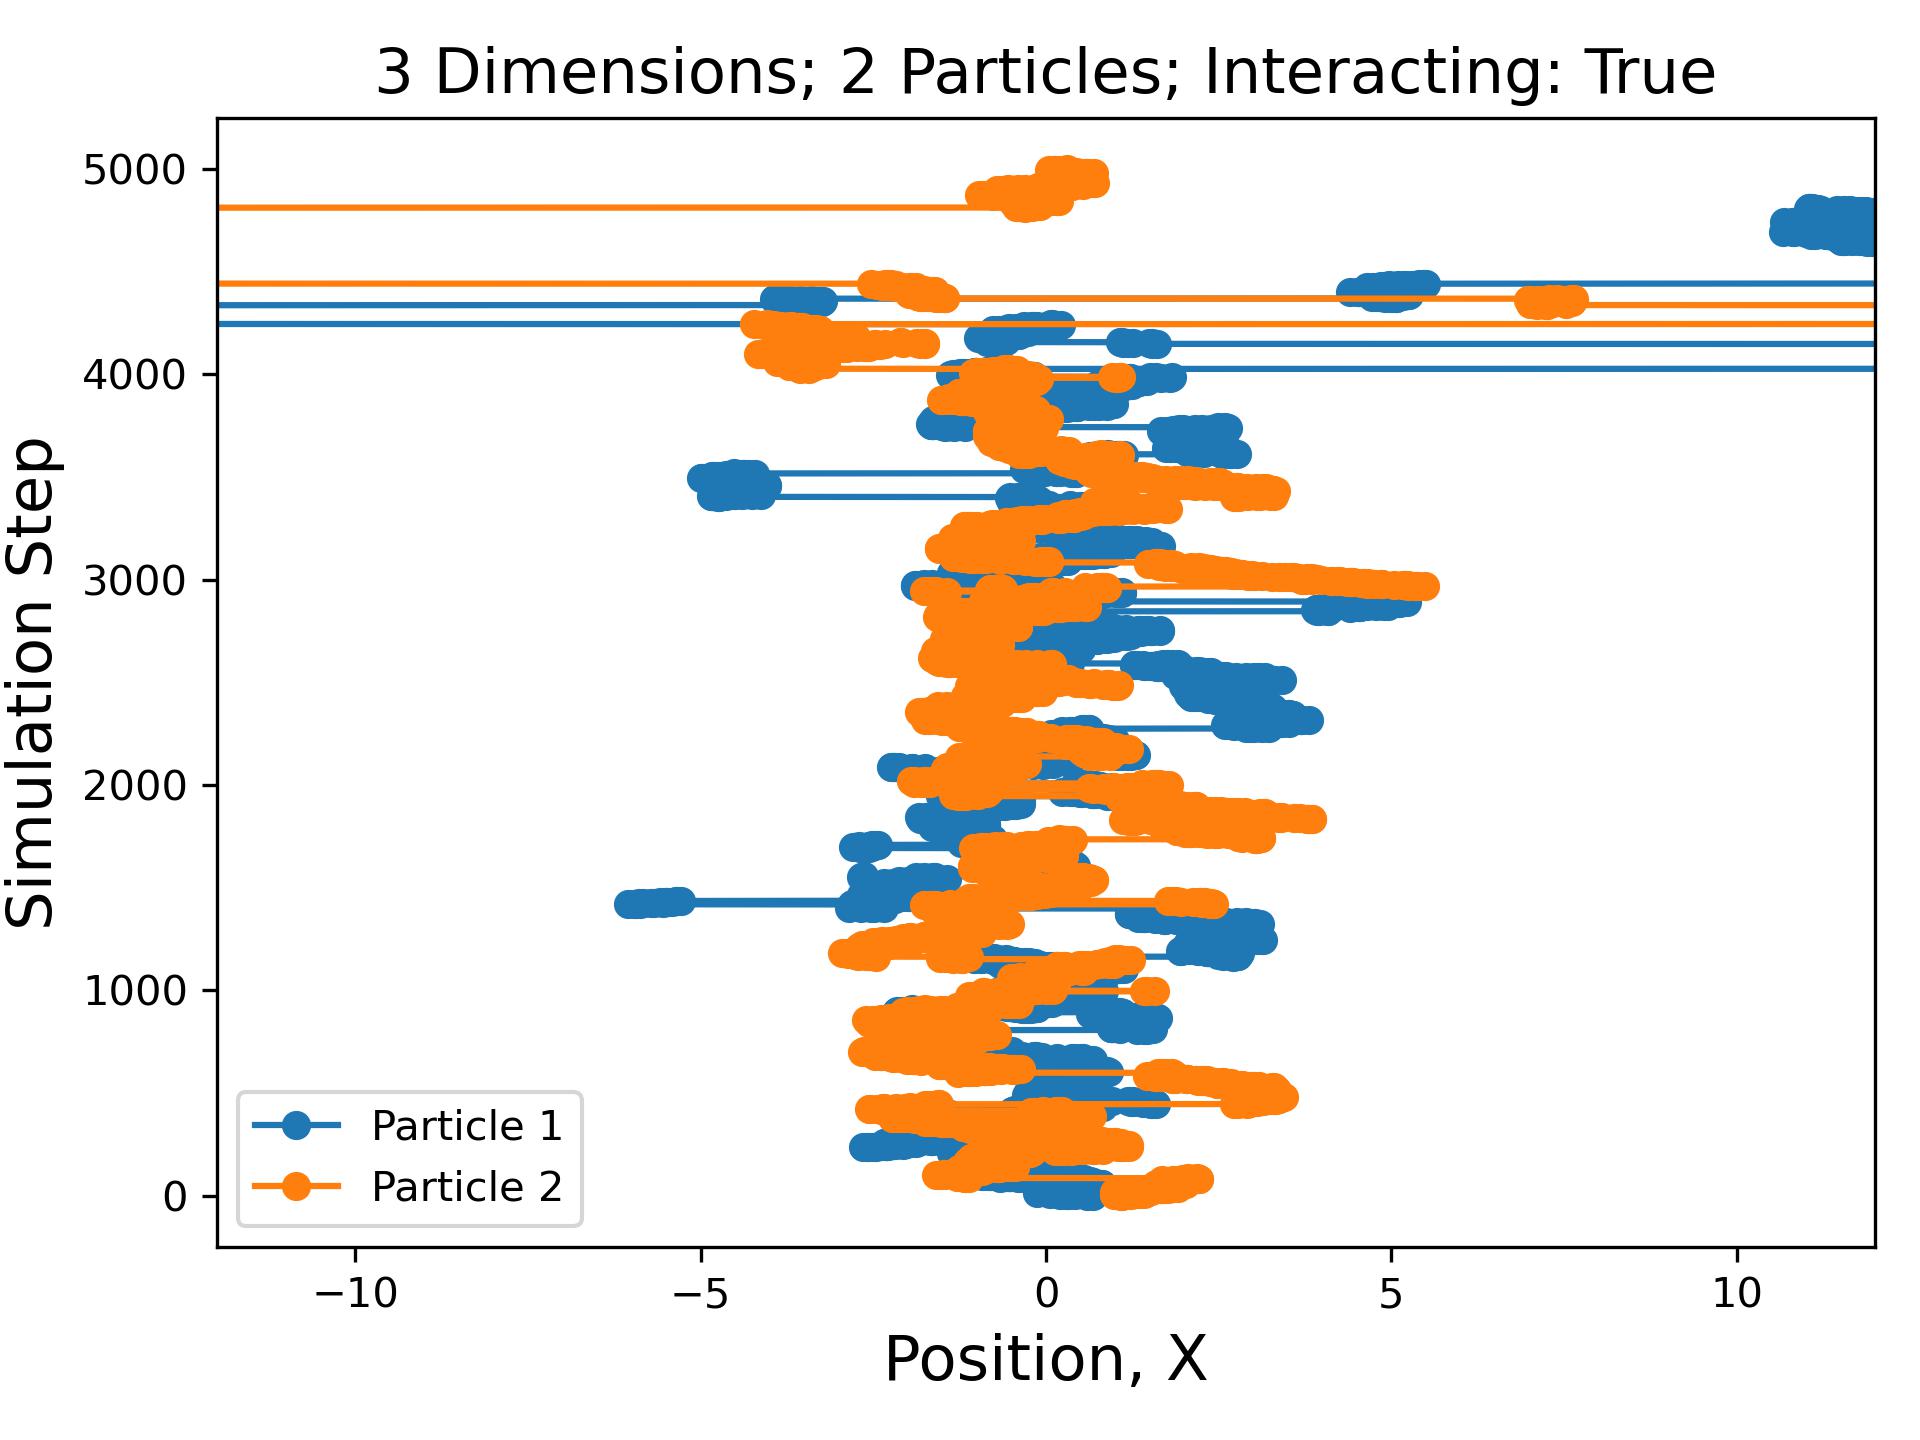 3 Dimensions; 2 Particles; Interacting: True
Simulation Step
5000
4000
3000
2000
1000
0
Particle 1
Particle 2
−10
−5
0
5
10
Position, X